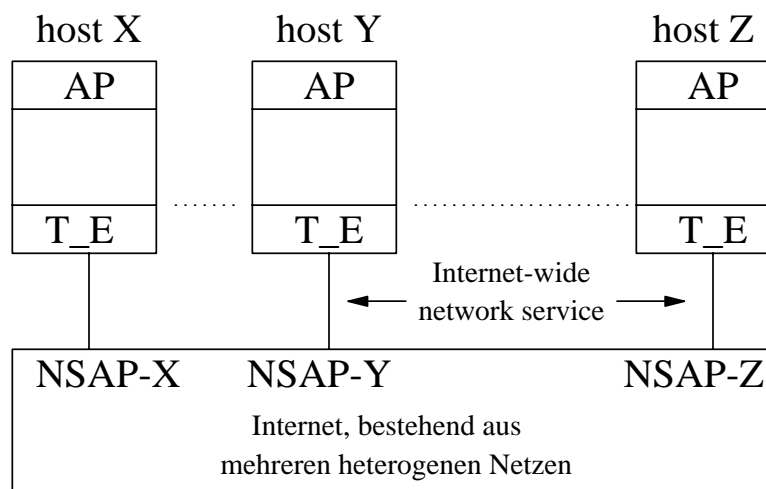 host X
host Y
host Z
AP
AP
AP
T_E
T_E
T_E
Internet-wide
network service
NSAP-X
NSAP-Y
NSAP-Z
Internet, bestehend aus
mehreren heterogenen Netzen